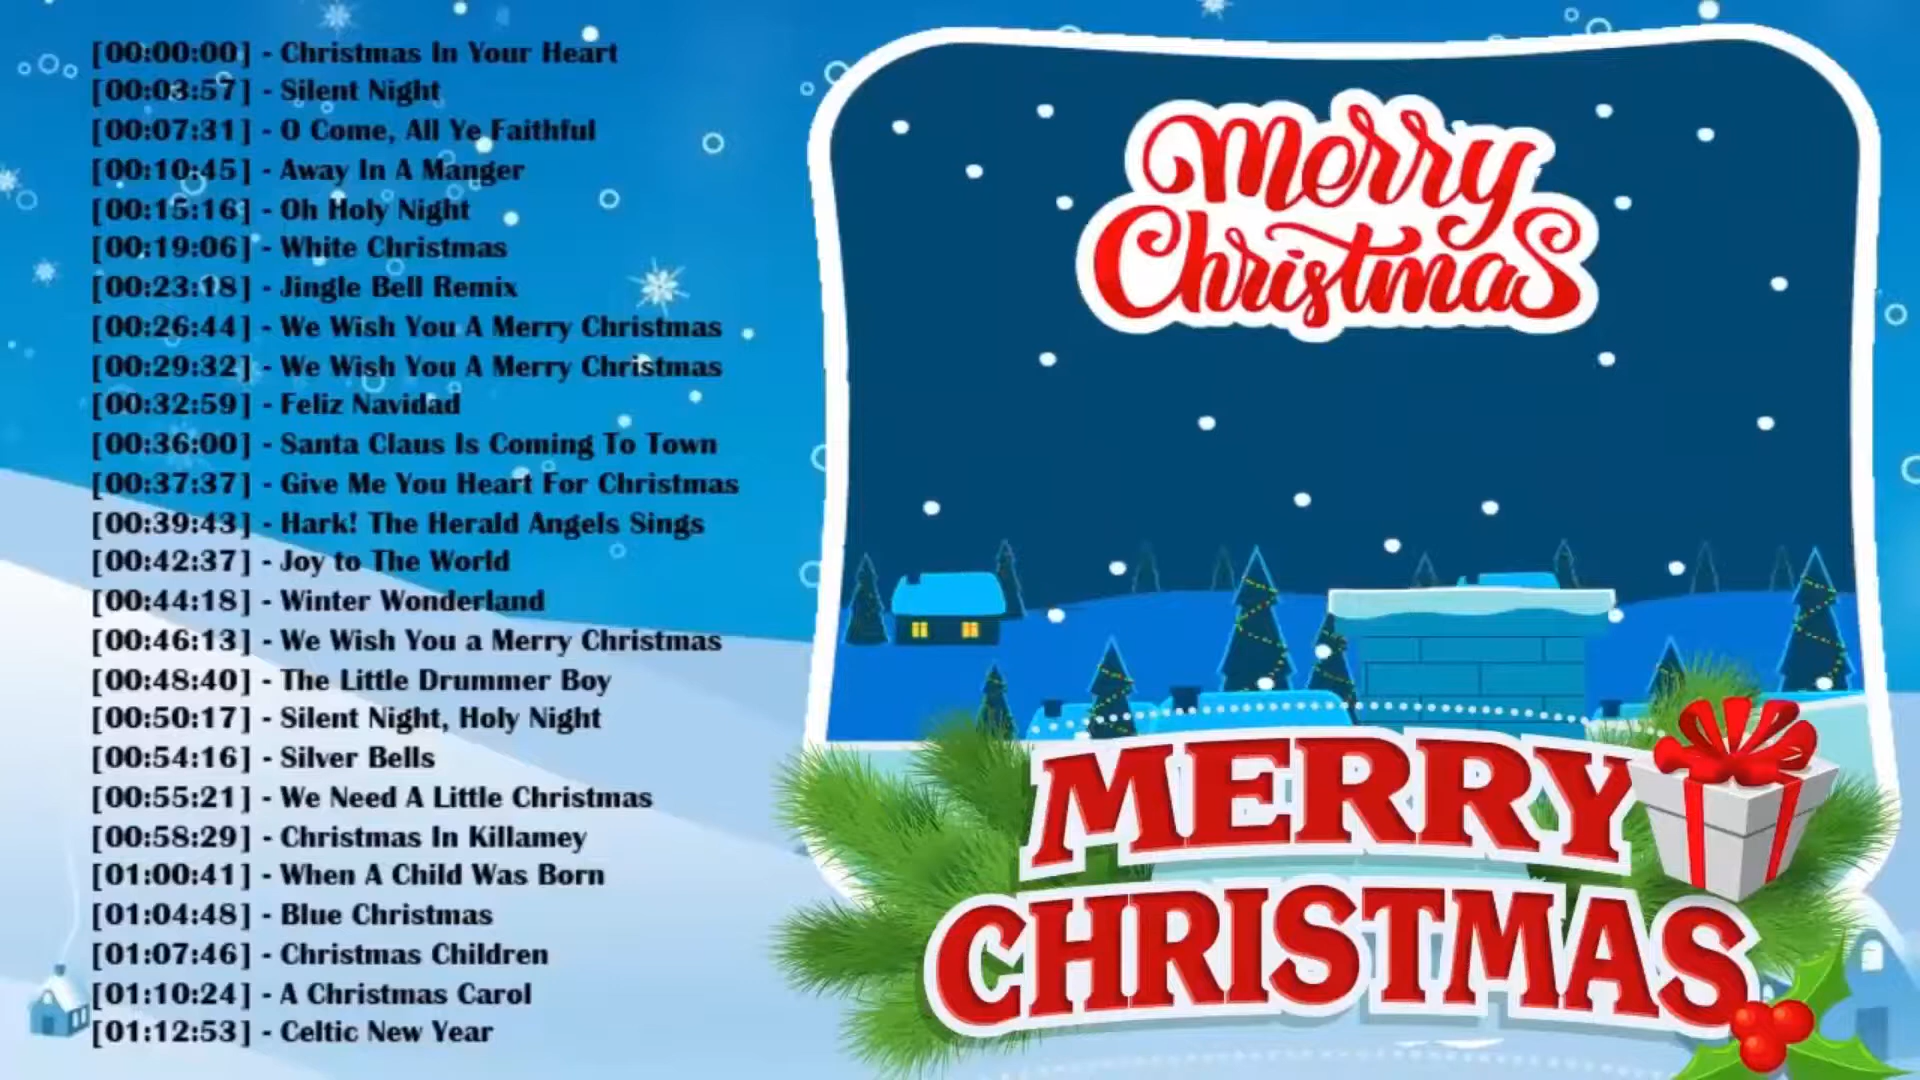 [00:00:00] - Christmas In Your Heart
[00:03:57] - Silent Night
[00:07:31] - O Come, All Ye Faithful
[00:10:45] - Away In A Manger
[00:15:16] - Oh Holy Night
[00:19:06] - White Christmas
[00:23:18] - Jingle Bell Remix
[00:26:44] - We Wish You A Merry Christmas
[00:29:32] - We Wish You A Merry Christmas
[00:32:59] - Feliz Navidad
[00:36:00] - Santa Claus Is Coming To Town
[00:37:37] - Give Me You Heart For Christmas
[00:39:43] - Hark! The Herald Angels Sings
[00:42:37] - Joy to The World
[00:44:18] - Winter Wonderland
[00:46:13] - We Wish You a Merry Christmas
[00:48:40] - The Little Drummer Boy
[00:50:17] - Silent Night, Holy Night
[00:54:16] - Silver Bells
[00:55:21] - We Need A Little Christmas
[00:58:29] - Christmas In Killamey
[01:00:41] - When A Child Was Born
[01:04:48] - Blue Christmas
[01:07:46] - Christmas Children
[01:10:24] - A Christmas Carol
[01:12:53] - Celtic New Year
Merry
Christmas
MERRY
CHRISTMAS